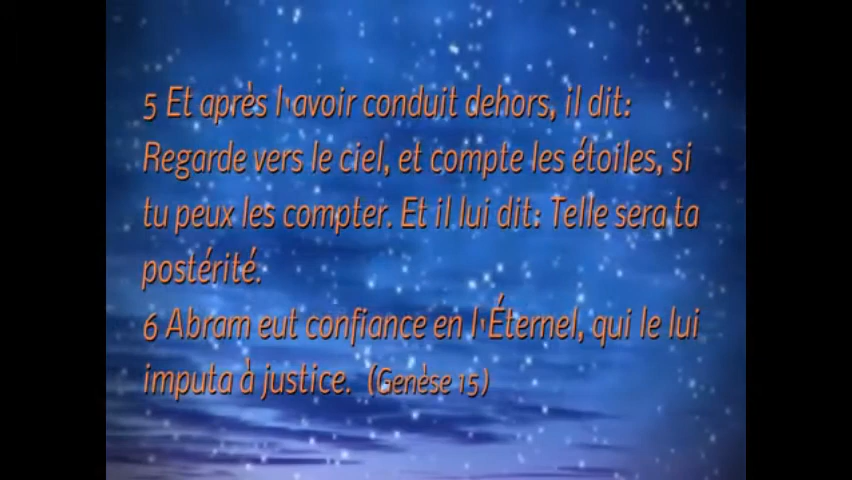 5 Et après l'avoir conduit dehors, il dit:
Regarde vers le ciel, et compte les étoiles, si
tu peux les compter. Et il lui dit: Telle sera ta
postérité.
6 Abram eut confiance en l'Éternel, qui le lui
imputa à justice. (Genèse 15)